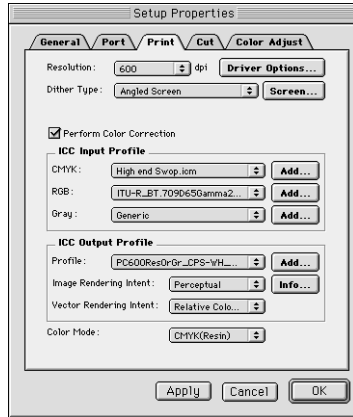 Setup Properties
General Port Print Cut Color Adjust
Resolution: 600 dpi Driver Options...
Dither Type: Angled Screen Screen...
Perform Color Correction
ICC Input Profile
CMYK: High end Swop.icm Add...
RGB: ITU-R_BT.709D65Gamma2... Add...
Gray: Generic Add...
ICC Output Profile
Profile: PC600ResOrGr_CPS-WH_... Add...
Image Rendering Intent: Perceptual Info...
Vector Rendering Intent: Relative Colo...
Color Mode: CMYK(Resin)
Apply Cancel OK